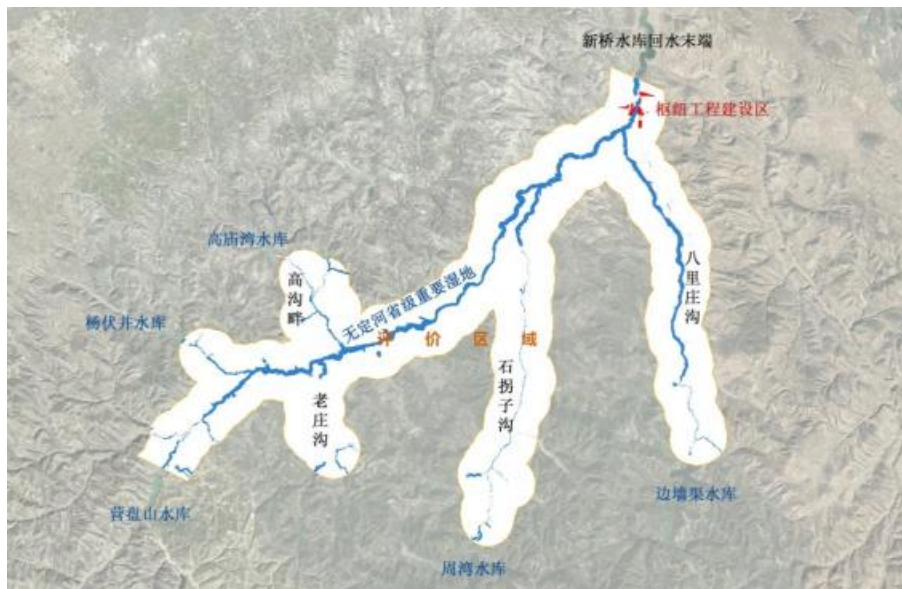 新桥水库回水末端
枢纽工程建设区
高庙湾水库
高沟畔
八里庄沟
无定河省级重要湿地
杨伏井水库
评价区域
石拐子沟
老庄沟
边墙渠水库
营盘山水库
周湾水库